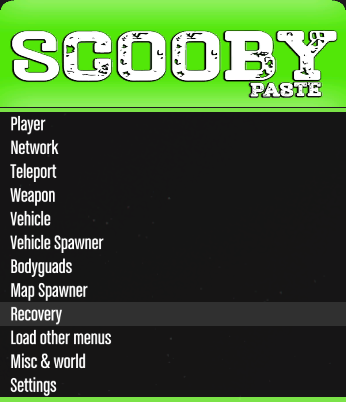 SCOOBY
PASTE
Player
Network
Teleport
Weapon
Vehicle
Vehicle Spawner
Bodyguads
Map Spawner
Recovery
Load other menus
Misc & world
Settings